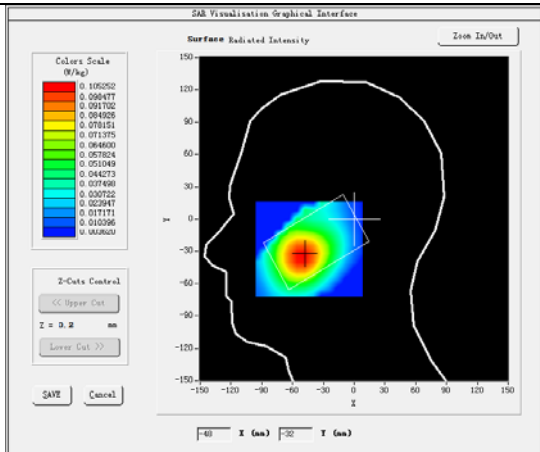 SAR Visualisation Graphical Interface
Surface Radiated Intensity
Zoom In/Out
Colors Scale
(W/kg)
0.105252
0.098477
0.091702
0.084926
0.078151
0.071375
0.064600
0.057824
0.051049
0.044273
0.037498
0.030722
0.023947
0.017171
0.010396
0.003620
Z-Cuts Control
<< Upper Cut
Z = 0.2 mm
Lower Cut >>
SAVE Cancel
150
120
90
60
30
0
-30
-60
-90
-120
-150
Y
-150 -120 -90 -60 -30 0 30 60 90 120 150
X
-48 X (mm) -32 Y (mm)